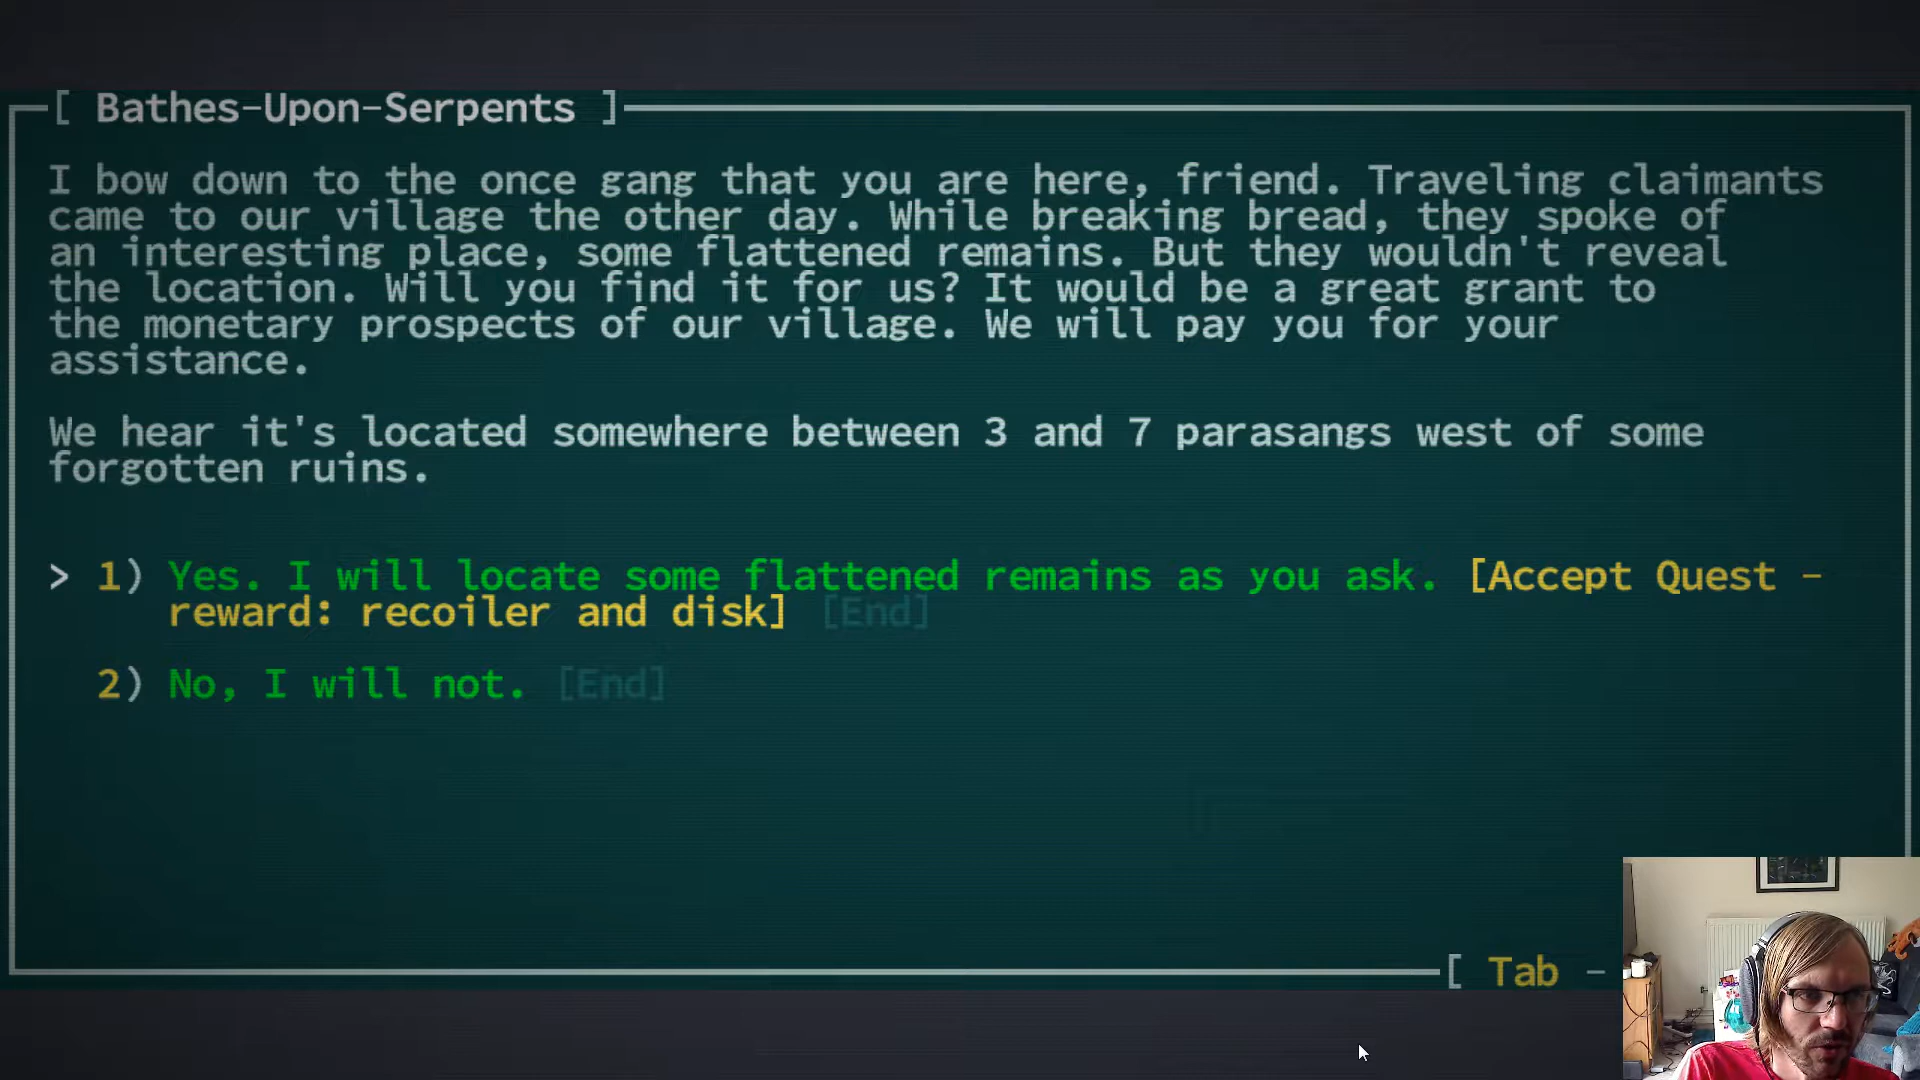 [ Bathes-Upon-Serpents ]
I bow down to the once gang that you are here, friend. Traveling claimants
came to our village the other day. While breaking bread, they spoke of
an interesting place, some flattened remains. But they wouldn't reveal
the location. Will you find it for us? It would be a great grant to
the monetary prospects of our village. We will pay you for your
assistance.
We hear it's located somewhere between 3 and 7 parasangs west of some
forgotten ruins.
> 1) Yes. I will locate some flattened remains as you ask. [Accept Quest -
reward: recoiler and disk] [End]
2) No, I will not. [End]
[ Tab -